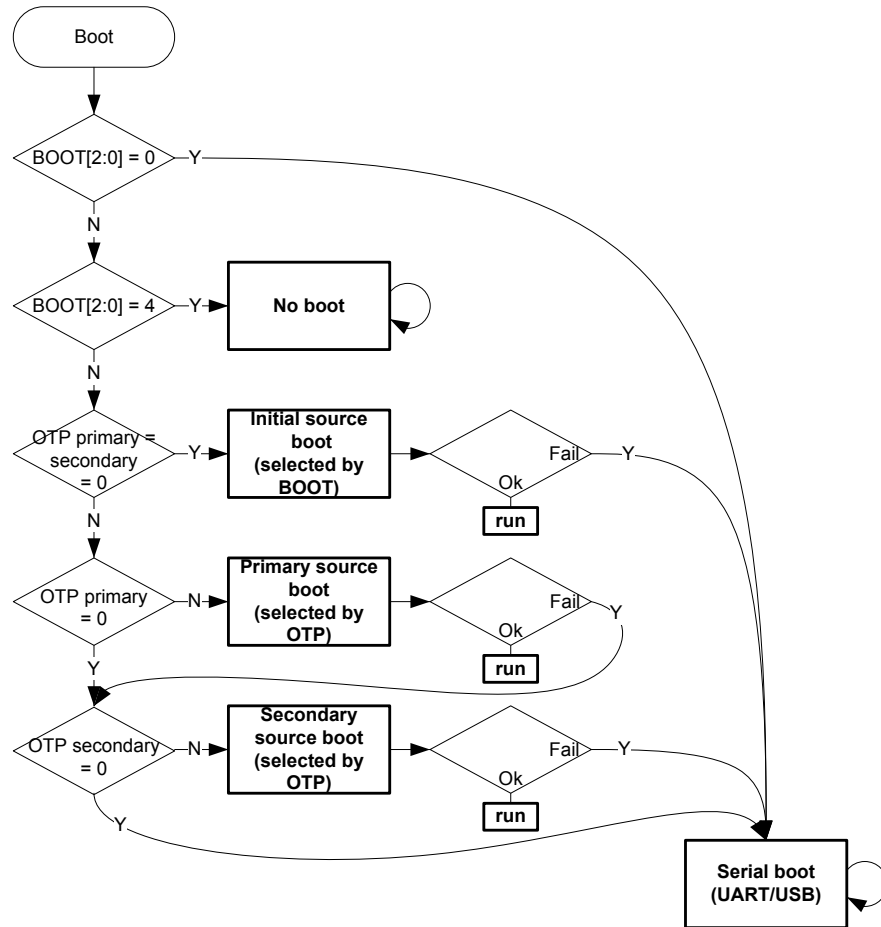 Boot
BOOT[2:0] = 0
Y
N
BOOT[2:0] = 4
Y
No boot
N
OTP primary =
secondary
= 0
Y
Initial source
boot
(selected by
BOOT)
Fail
Y
Ok
run
N
OTP primary
= 0
N
Primary source
boot
(selected by
OTP)
Fail
Y
Ok
run
Y
OTP secondary
= 0
N
Secondary
source boot
(selected by
OTP)
Fail
Y
Ok
run
Y
Serial boot
(UART/USB)